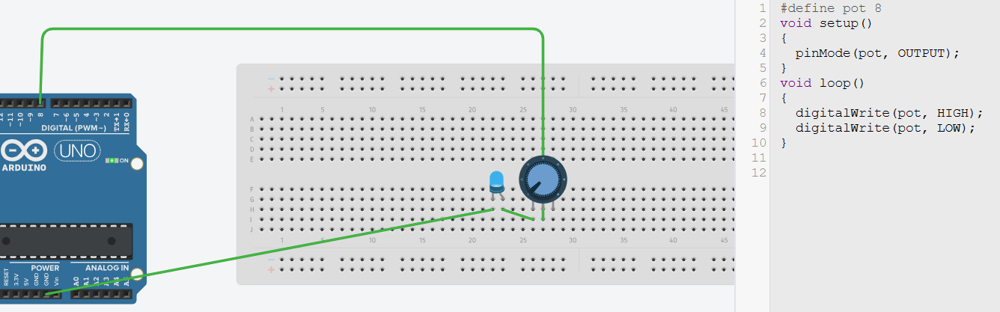 12
~11
~10
~9
8
7
~6
~5
4
~3
2
TX→1
RX←0
DIGITAL (PWM~)
UNO
ON
ARDUINO
RESET
3.3V
5V
GND
GND
Vin
POWER
ANALOG IN
A0
A1
A2
A3
A4
1 5 10 15 20 25 30 35 40 45
A
B
C
D
E
F
G
H
I
J
1 5 10 15 20 25 30 35 40 45
1 #define pot 8
2 void setup()
3 {
4 pinMode(pot, OUTPUT);
5 }
6 void loop()
7 {
8 digitalWrite(pot, HIGH);
9 digitalWrite(pot, LOW);
10 }
11
12